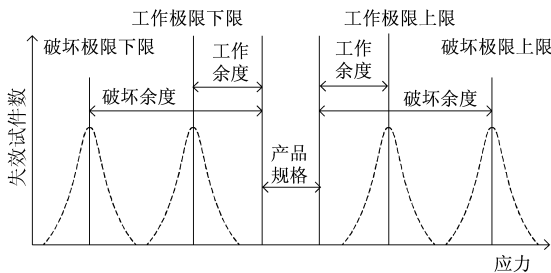 工作极限下限
工作极限上限
破坏极限下限
工作
余度
工作
余度
破坏极限上限
破坏余度
破坏余度
失效试件数
产品
规格
应力